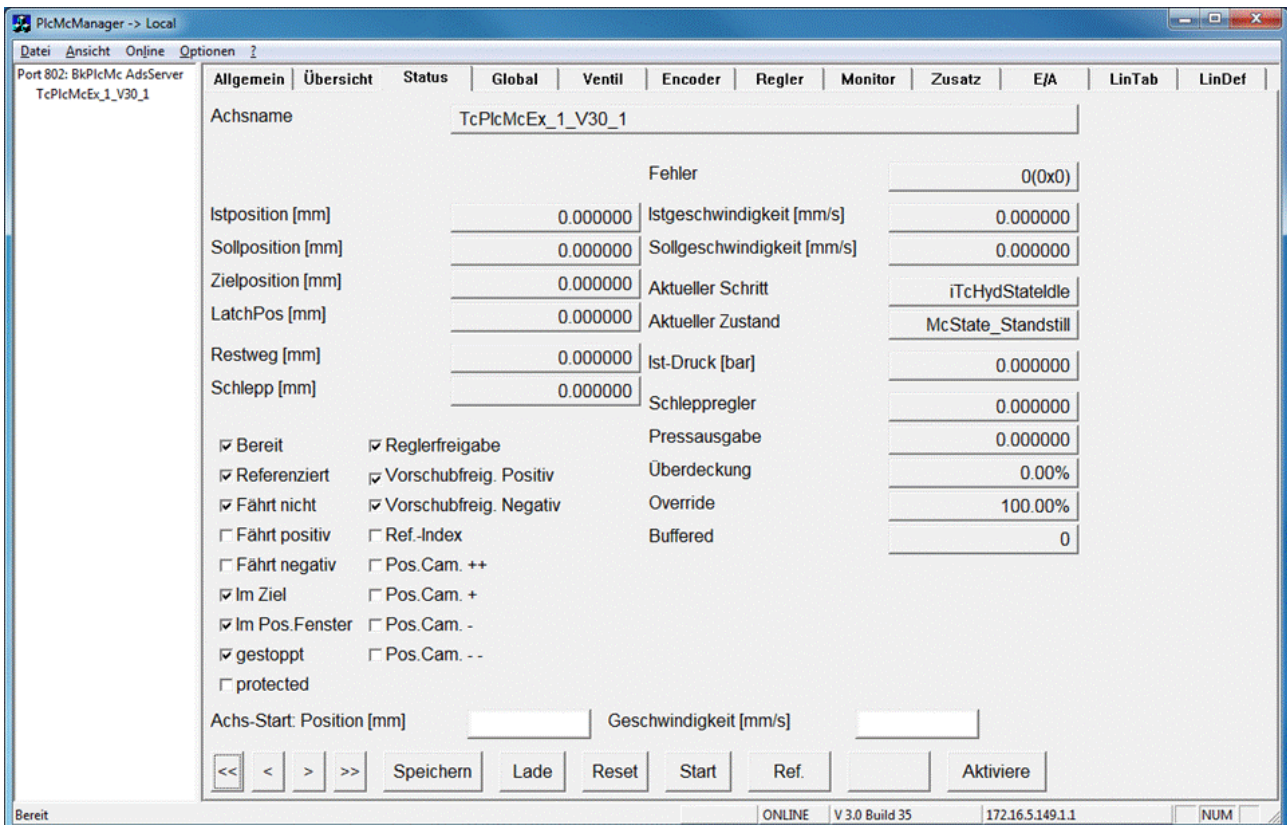 PlcMcManager -> Local
Datei Ansicht Online Optionen ?
Port 802: BkPlcMc AdsServer
TcPlcMcEx_1_V30_1
Allgemein Übersicht Status Global Ventil Encoder Regler Monitor Zusatz E/A LinTab LinDef
Achsname TcPlcMcEx_1_V30_1
Fehler 0(0x0)
Istposition [mm] 0.000000 Istgeschwindigkeit [mm/s] 0.000000
Sollposition [mm] 0.000000 Sollgeschwindigkeit [mm/s] 0.000000
Zielposition [mm] 0.000000 Aktueller Schritt iTcHydStateIdle
LatchPos [mm] 0.000000 Aktueller Zustand McState_Standstill
Restweg [mm] 0.000000 Ist-Druck [bar] 0.000000
Schlepp [mm] 0.000000 Schleppregler 0.000000
Bereit Reglerfreigabe Pressausgabe 0.000000
Referenziert Vorschubfreig. Positiv Überdeckung 0.00%
Fährt nicht Vorschubfreig. Negativ Override 100.00%
Fährt positiv Ref.-Index Buffered 0
Fährt negativ Pos.Cam. ++
Im Ziel Pos.Cam. +
Im Pos.Fenster Pos.Cam. -
gestoppt Pos.Cam. - -
protected
Achs-Start: Position [mm] Geschwindigkeit [mm/s]
<< < > >> Speichern Lade Reset Start Ref. Aktiviere
Bereit ONLINE V 3.0 Build 35 172.16.5.149.1.1 NUM